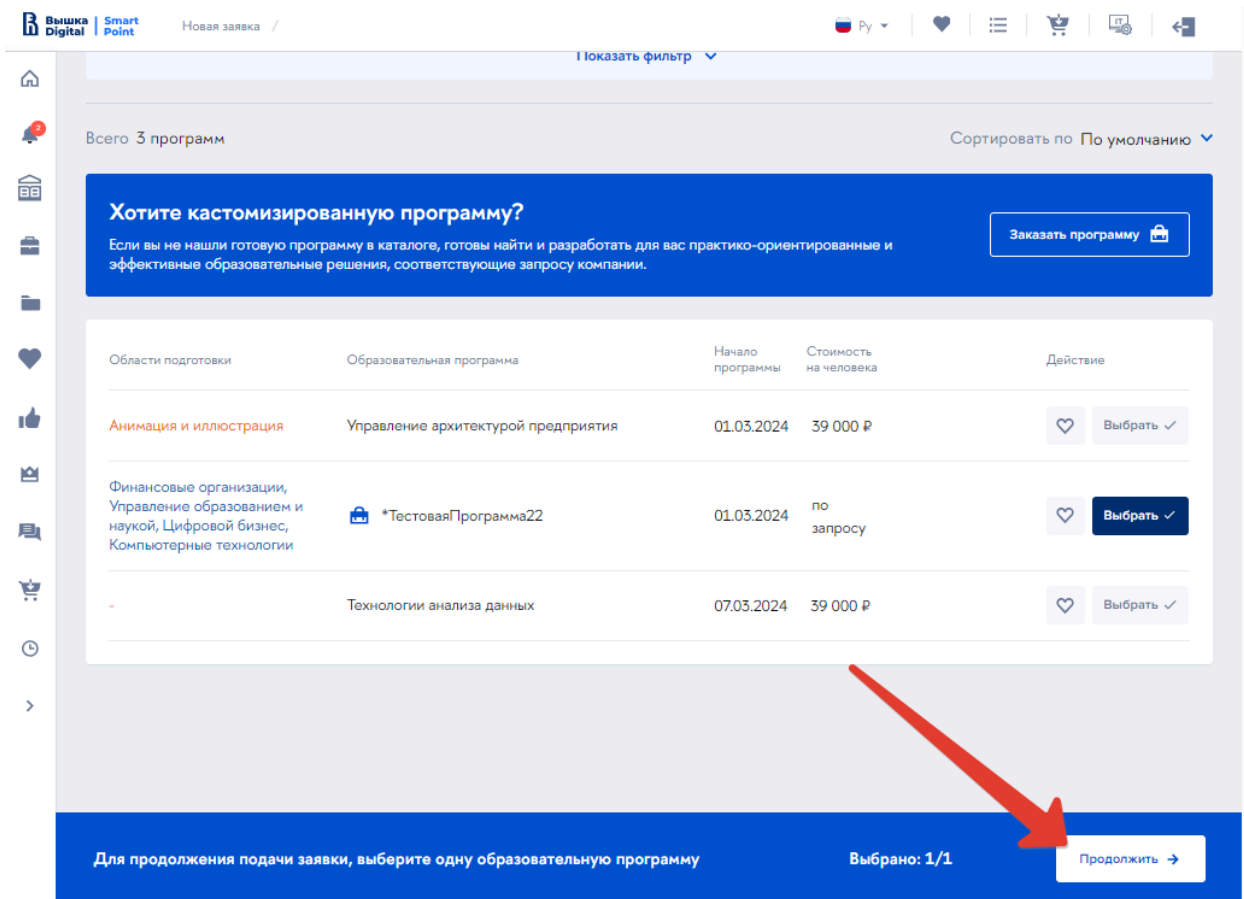 Вышка | Smart
Digital | Point
Новая заявка /
Ру
IT
2
Показать фильтр
Всего 3 программ
Сортировать по По умолчанию
Хотите кастомизированную программу?
Если вы не нашли готовую программу в каталоге, готовы найти и разработать для вас практико-ориентированные и
эффективные образовательные решения, соответствующие запросу компании.
Заказать программу
Области подготовки
Образовательная программа
Начало
программы
Стоимость
на человека
Действие
Анимация и иллюстрация
Управление архитектурой предприятия
01.03.2024
39 000 ₽
Выбрать
Финансовые организации,
Управление образованием и
наукой, Цифровой бизнес,
Компьютерные технологии
*ТестоваяПрограмма22
01.03.2024
по
запросу
Выбрать
-
Технологии анализа данных
07.03.2024
39 000 ₽
Выбрать
Для продолжения подачи заявки, выберите одну образовательную программу
Выбрано: 1/1
Продолжить →